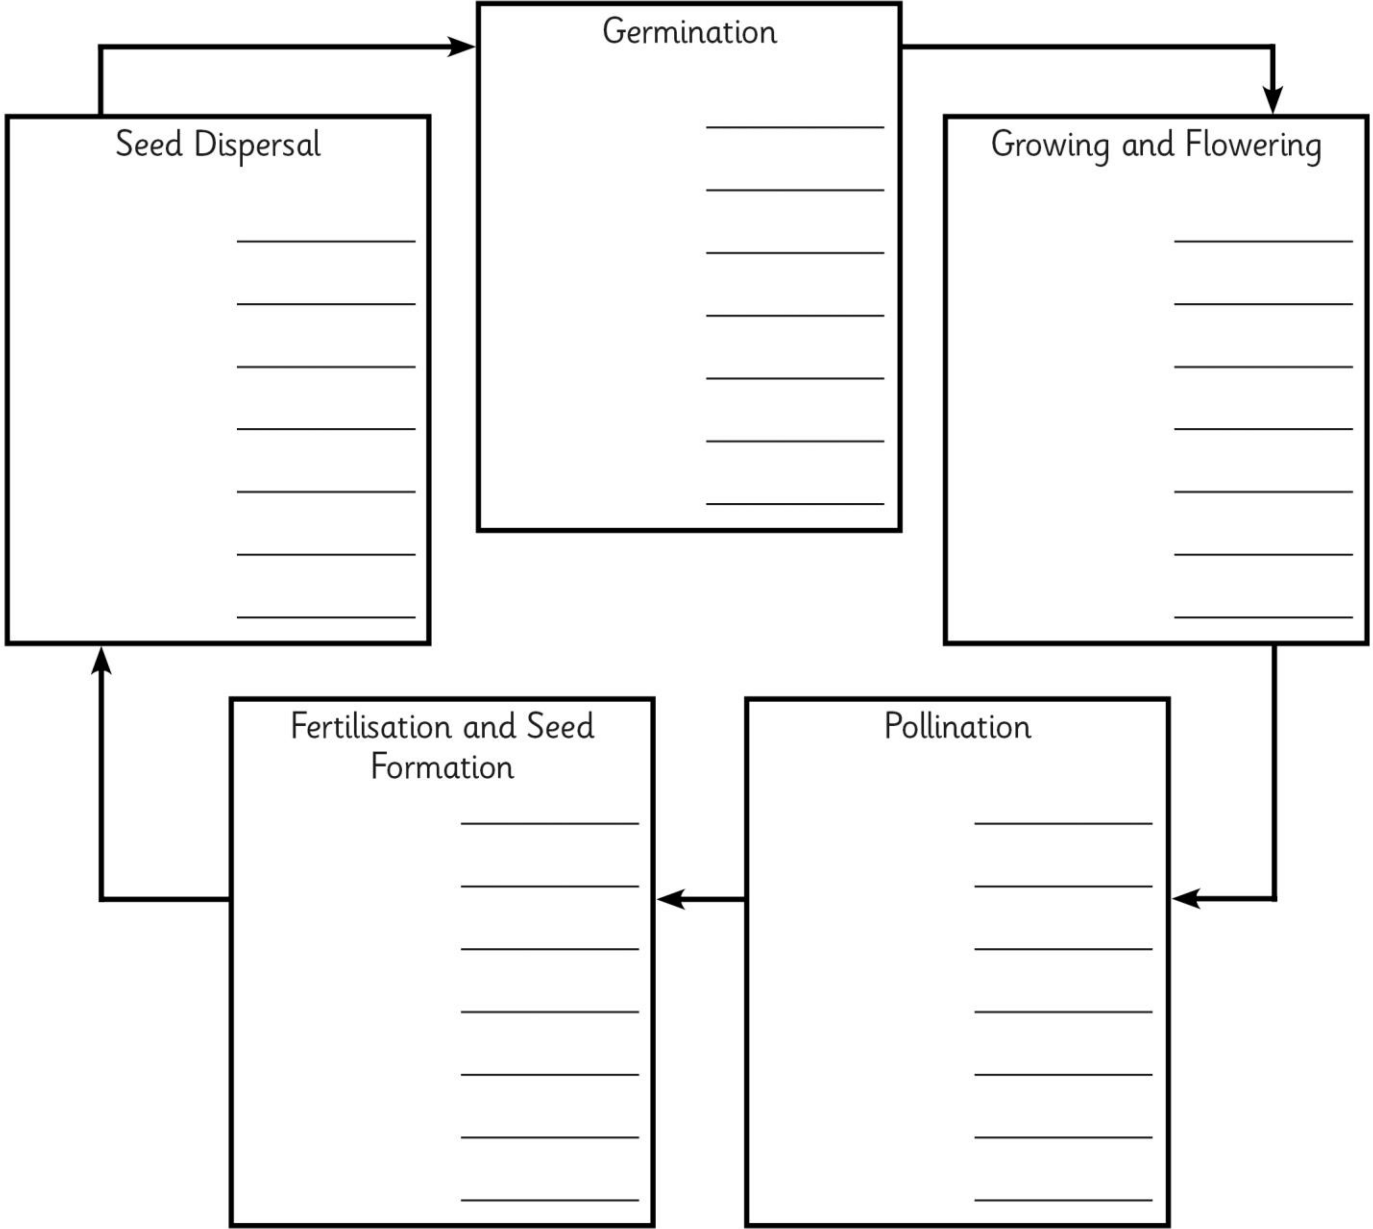 Germination
Seed Dispersal
Growing and Flowering
Fertilisation and Seed
Formation
Pollination